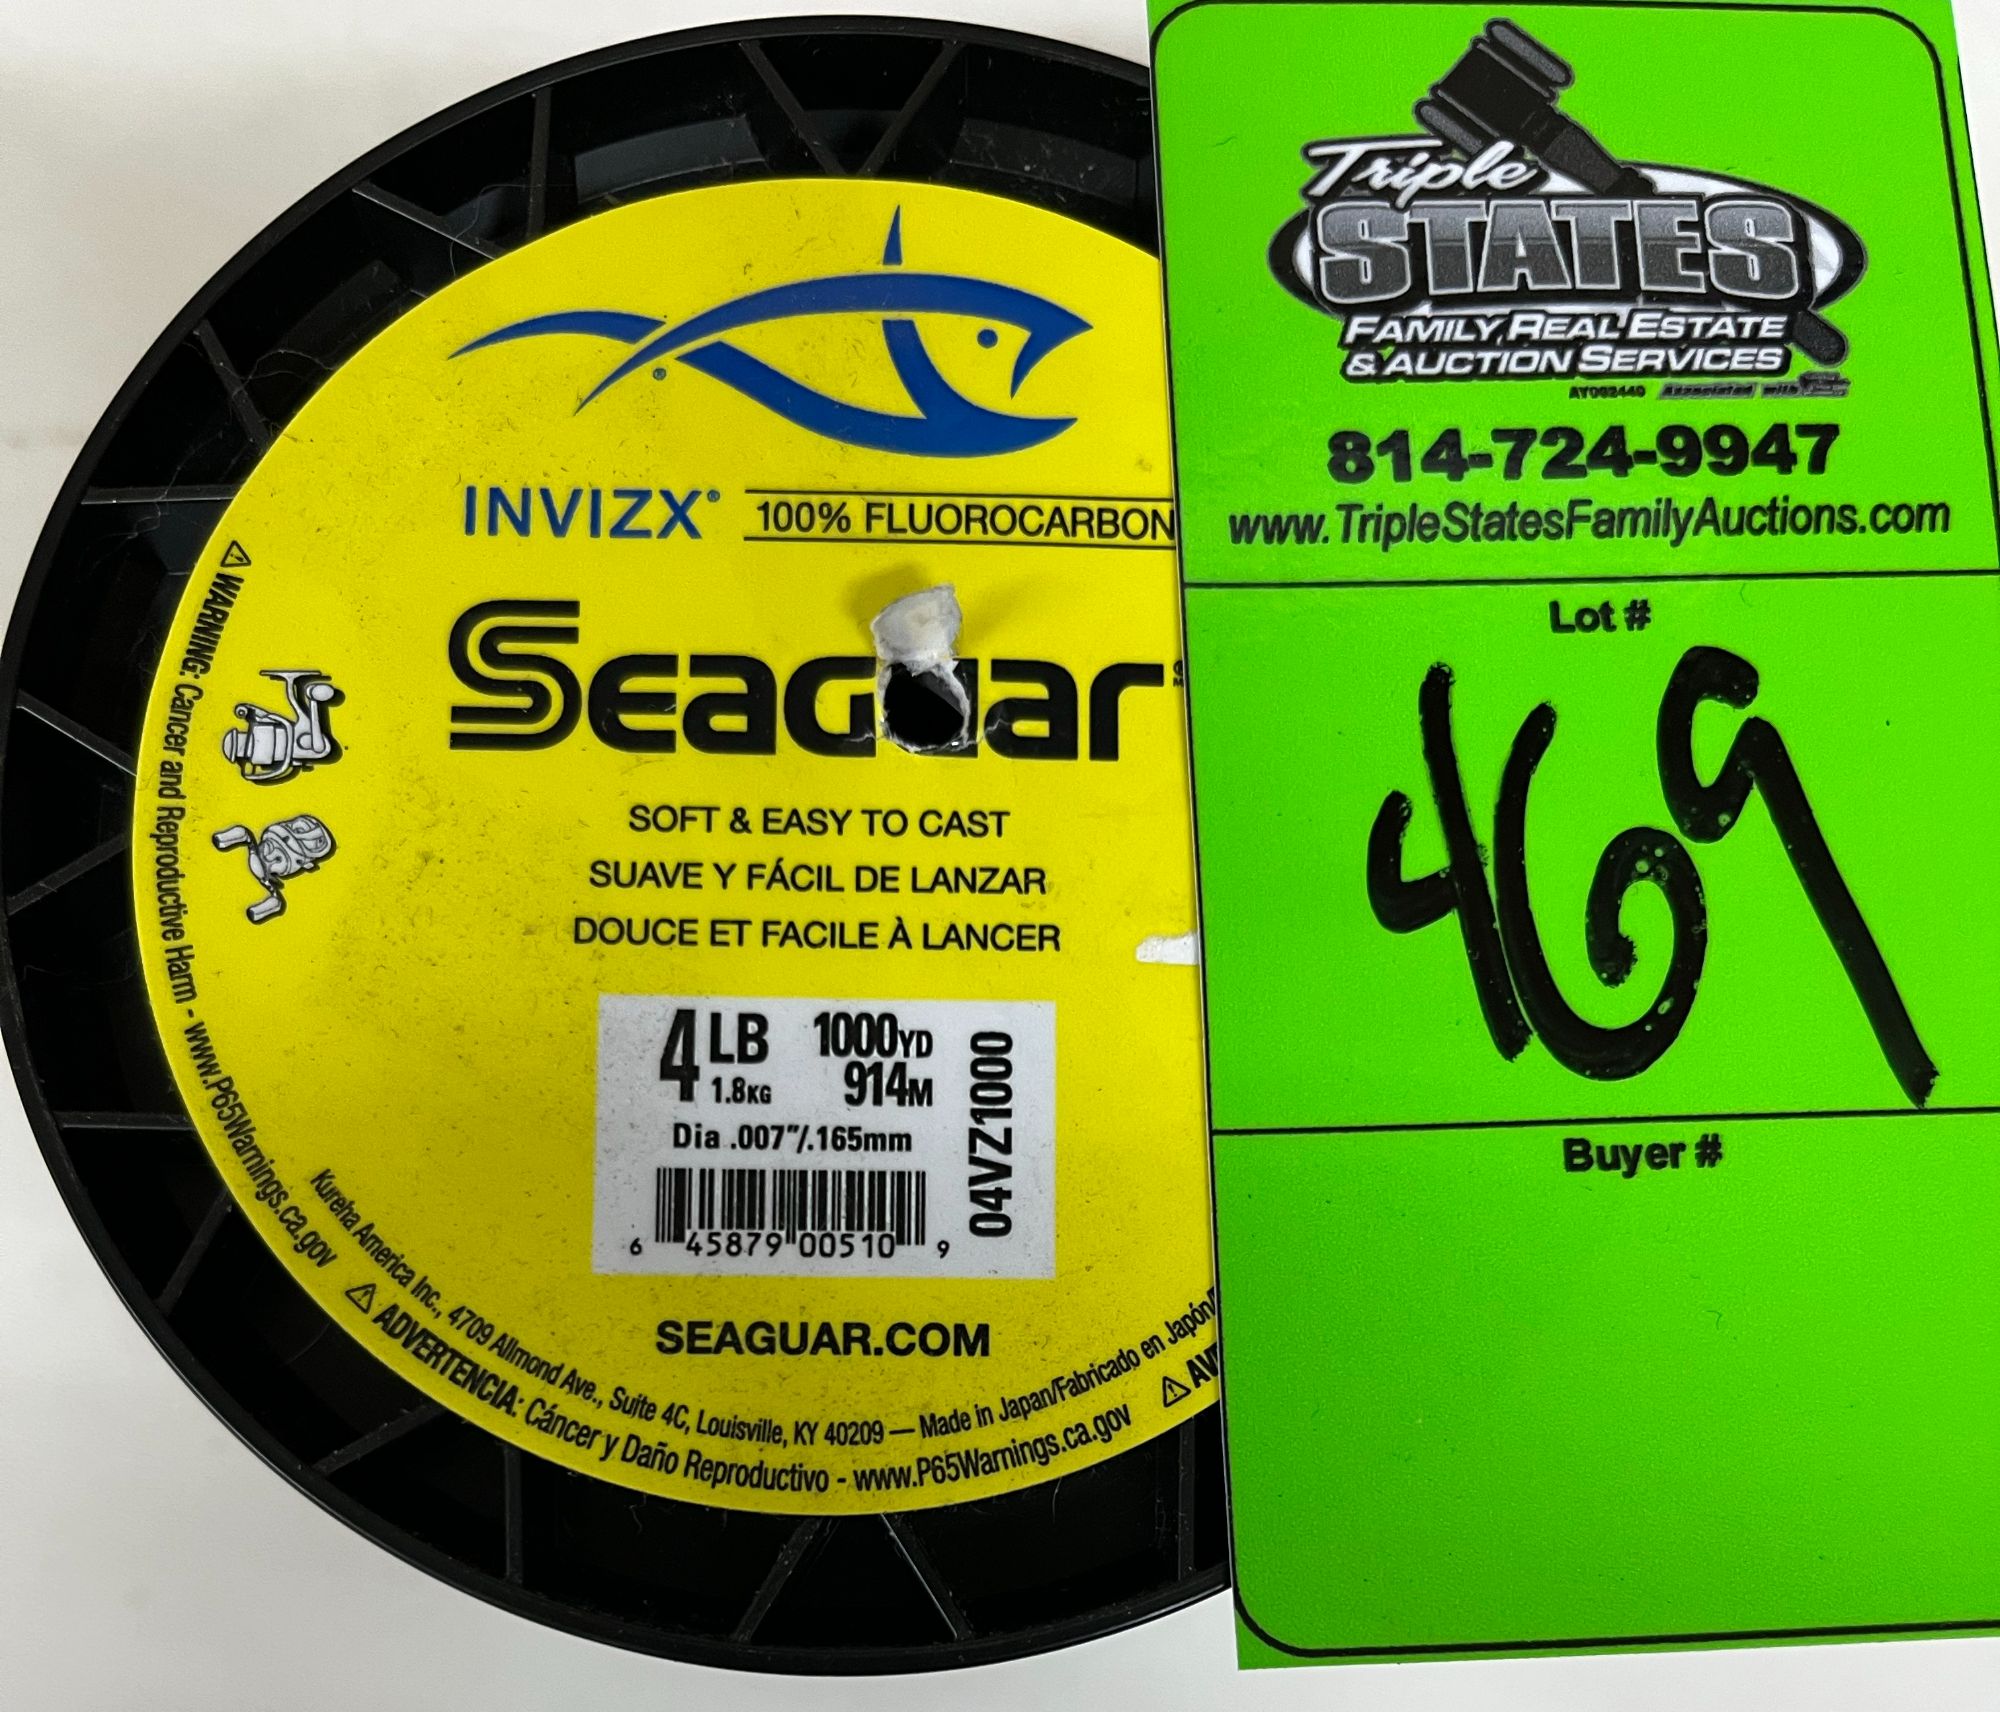 INVIZX® 100% FLUOROCARBON
Seaguar
SOFT & EASY TO CAST
SUAVE Y FÁCIL DE LANZAR
DOUCE ET FACILE À LANCER
4 LB 1000YD
1.8KG 914M
Dia .007"/.165mm
04VZ1000
6 45879 00510 9
SEAGUAR.COM
⚠ WARNING: Cancer and Reproductive Harm - www.P65Warnings.ca.gov
Kureha America Inc., 4709 Allmond Ave., Suite 4C, Louisville, KY 40209 — Made in Japan/Fabricado en Japón/
⚠ ADVERTENCIA: Cáncer y Daño Reproductivo - www.P65Warnings.ca.gov
Triple
STATES
FAMILY, REAL ESTATE
& AUCTION SERVICES
AY002440 Associated with
814-724-9947
www.TripleStatesFamilyAuctions.com
Lot #
469
Buyer #